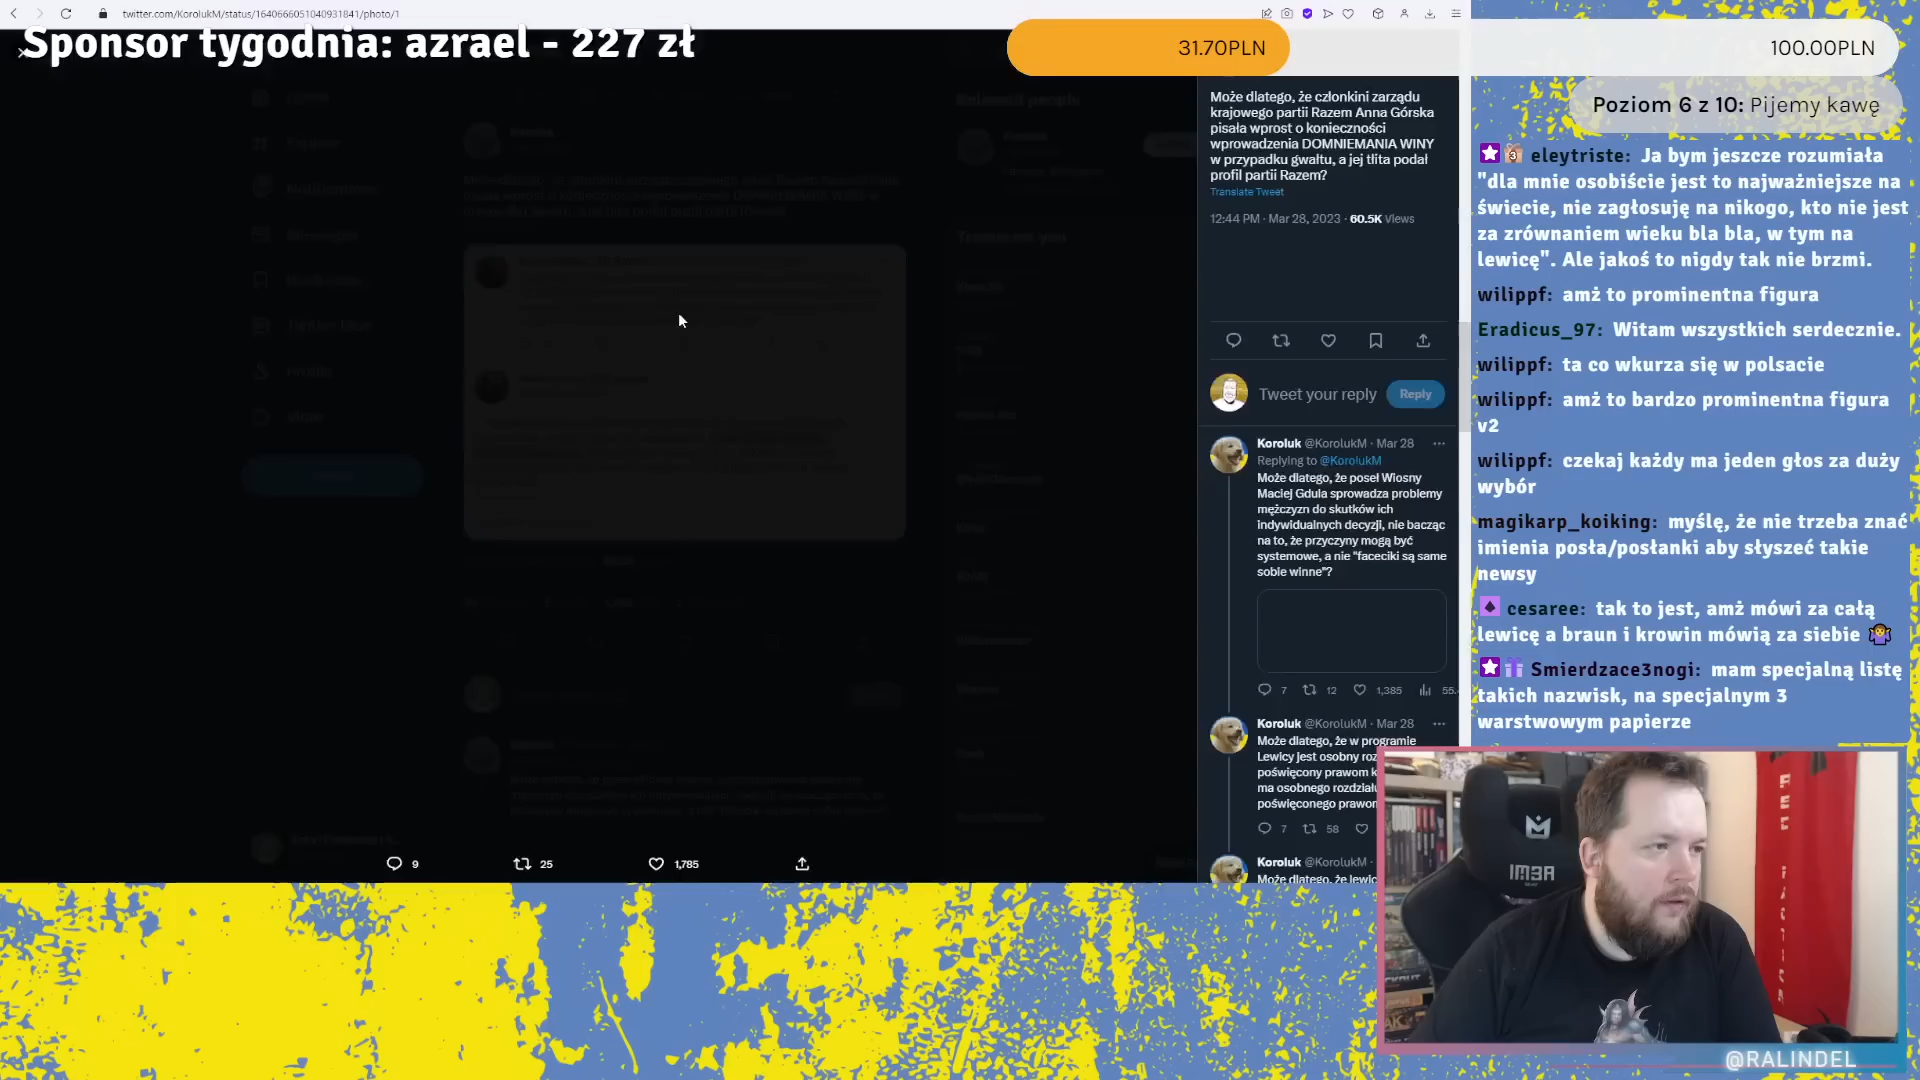 twitter.com/KorolukM/status/1640666051040931841/photo/1
Sponsor tygodnia: azrael - 227 zł
31.70PLN
100.00PLN
Poziom 6 z 10: Pijemy kawę
Może dlatego, że członkini zarządu
krajowego partii Razem Anna Górska
pisała wprost o konieczności
wprowadzenia DOMNIEMANIA WINY
w przypadku gwałtu, a jej tłita podał
profil partii Razem?
Translate Tweet
12:44 PM · Mar 28, 2023 · 60.5K Views
Tweet your reply
Reply
Koroluk @KorolukM · Mar 28
Replying to @KorolukM
Może dlatego, że poseł Wiosny
Maciej Gdula sprowadza problemy
mężczyzn do skutków ich
indywidualnych decyzji, nie bacząc
na to, że przyczyny mogą być
systemowe, a nie "faceciki są same
sobie winne"?
7 12 1,385 55.
Koroluk @KorolukM · Mar 28
Może dlatego, że w programie
Lewicy jest osobny roz
poświęcony prawom k
ma osobnego rozdziału
poświęconego prawom
7 58
Koroluk @KorolukM ·
Może dlatego, że lewic
9 25 1,785
eleytriste: Ja bym jeszcze rozumiała
"dla mnie osobiście jest to najważniejsze na
świecie, nie zagłosuję na nikogo, kto nie jest
za zrównaniem wieku bla bla, w tym na
lewicę". Ale jakoś to nigdy tak nie brzmi.
wilippf: amż to prominentna figura
Eradicus_97: Witam wszystkich serdecznie.
wilippf: ta co wkurza się w polsacie
wilippf: amż to bardzo prominentna figura
v2
wilippf: czekaj każdy ma jeden głos za duży
wybór
magikarp_koiking: myślę, że nie trzeba znać
imienia posła/posłanki aby słyszeć takie
newsy
cesaree: tak to jest, amż mówi za całą
lewicę a braun i krowin mówią za siebie
Smierdzace3nogi: mam specjalną listę
takich nazwisk, na specjalnym 3
warstwowym papierze
IMBA
@RALINDEL